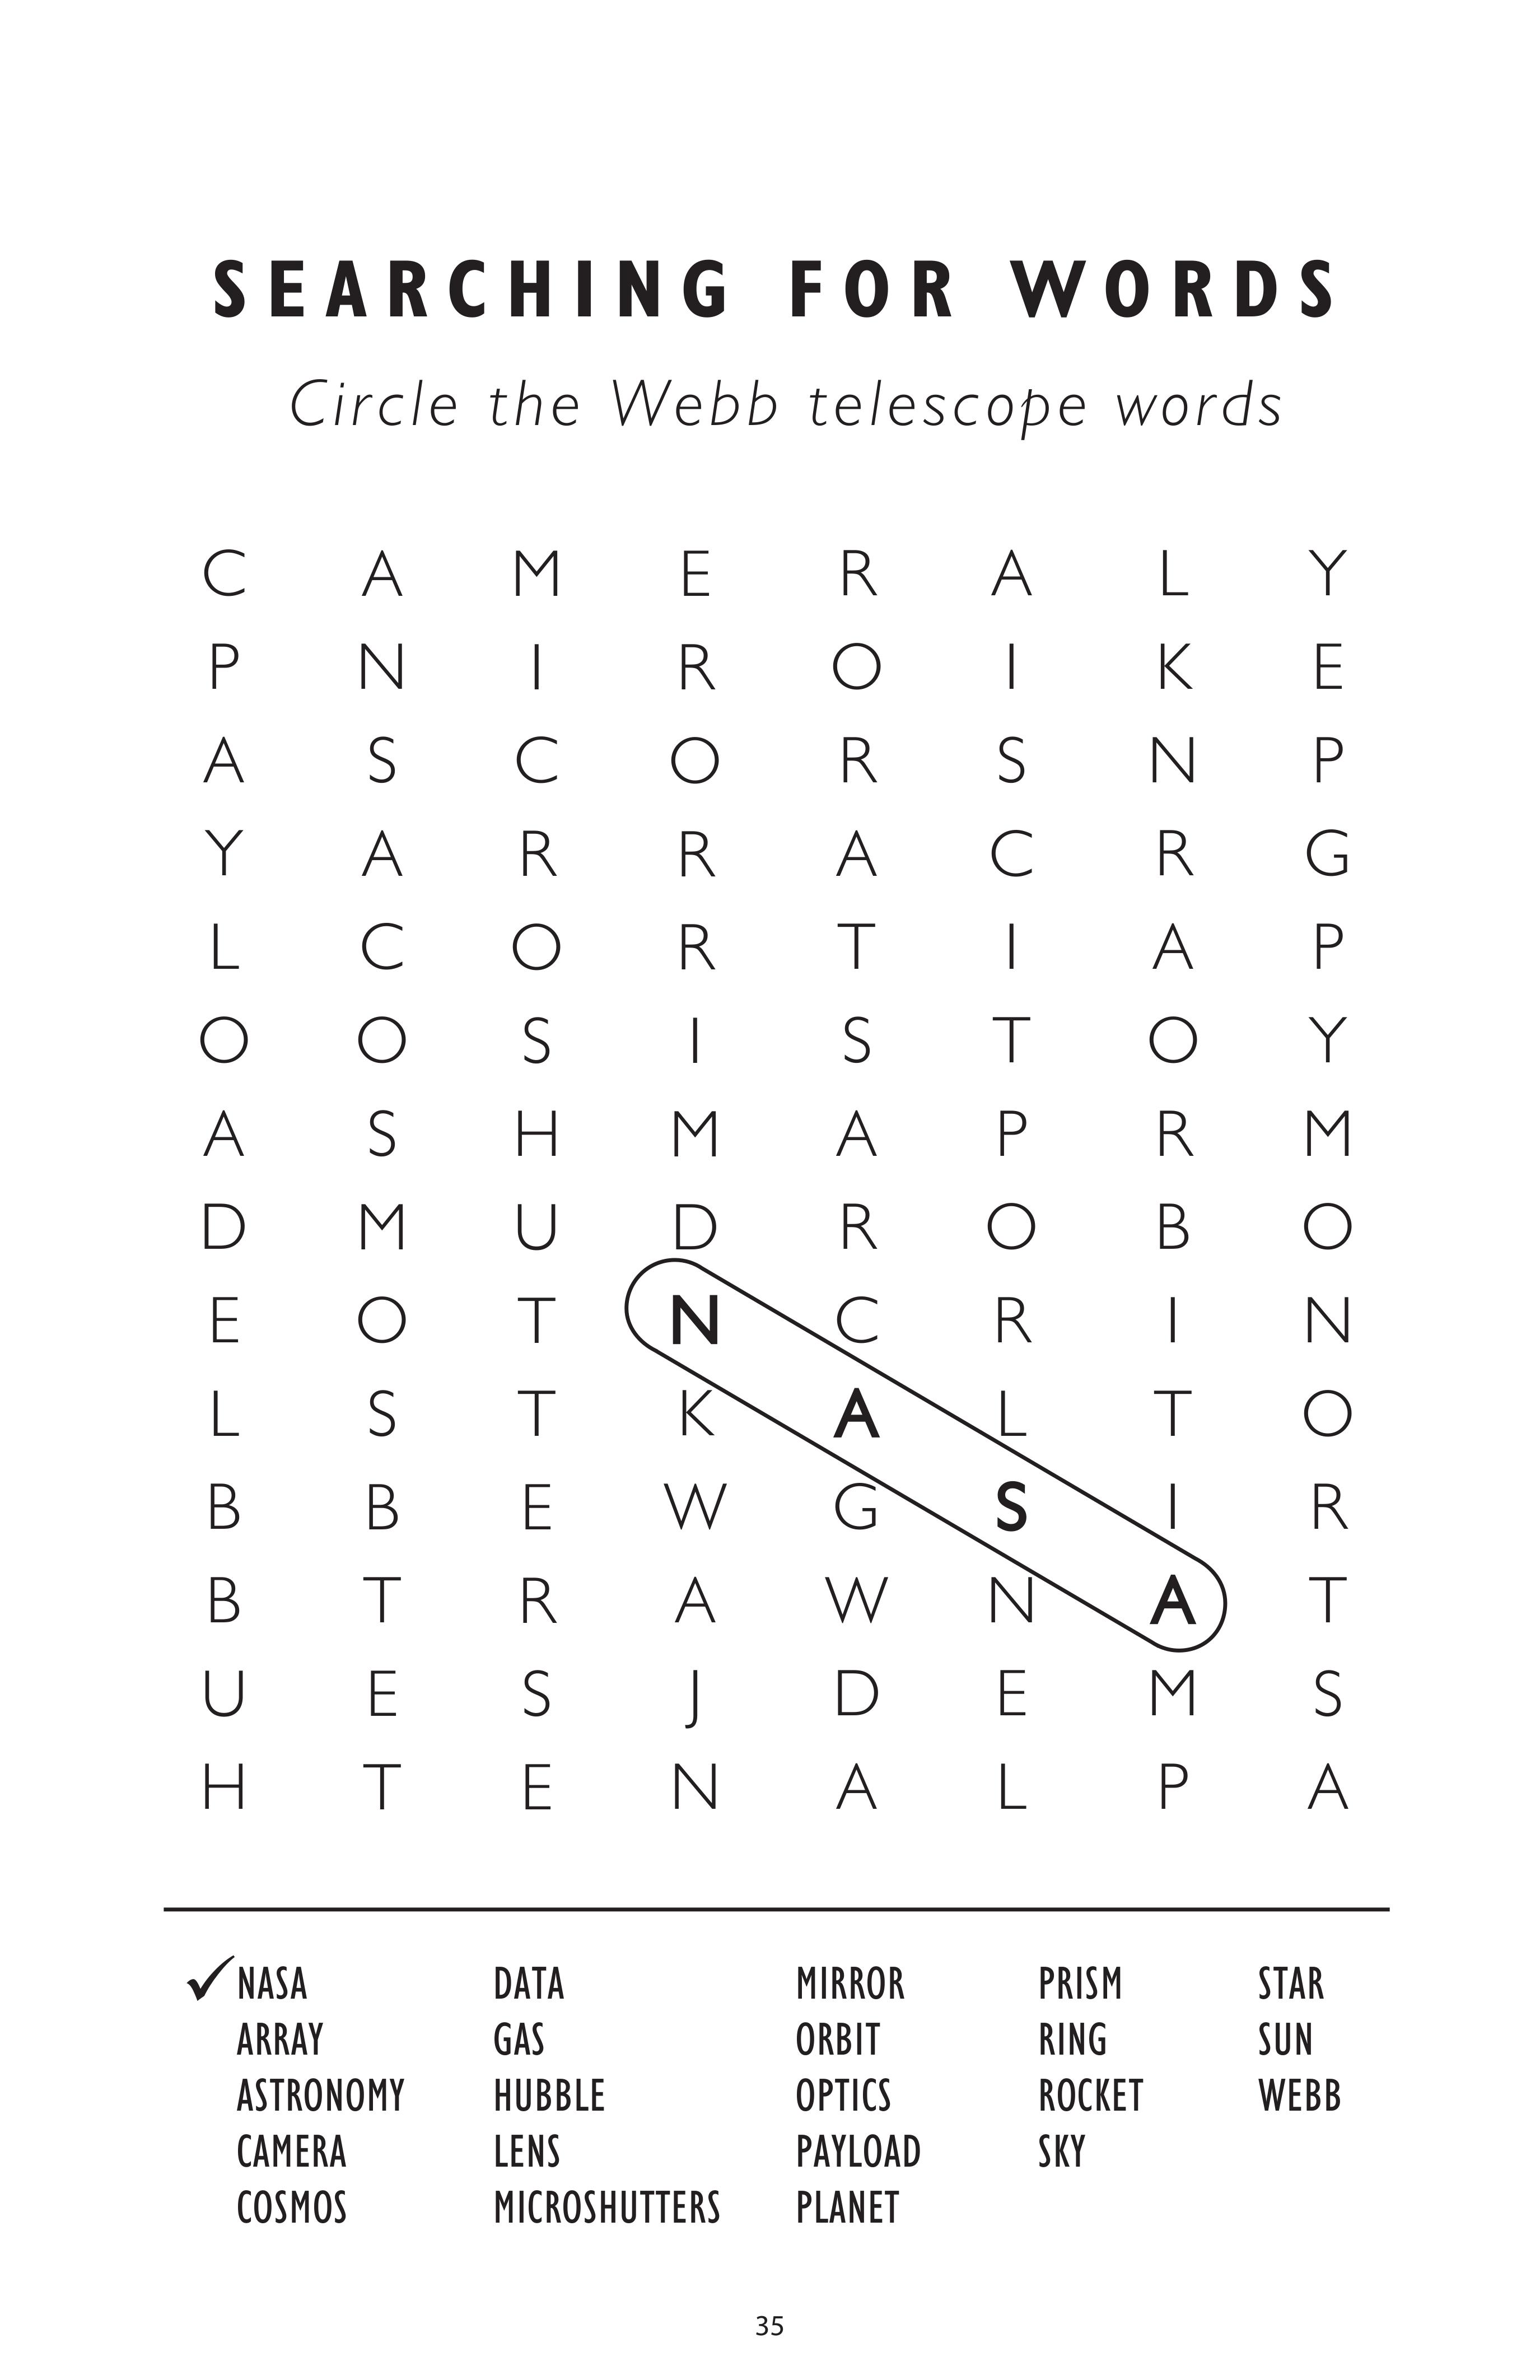 SEARCHING FOR WORDS
Circle the Webb telescope words
C A M E R A L Y
P N I R O I K E
A S C O R S N P
Y A R R A C R G
L C O R T I A P
O O S I S T O Y
A S H M A P R M
D M U D R O B O
E O T N C R I N
L S T K A L T O
B B E W G S I R
B T R A W N A T
U E S J D E M S
H T E N A L P A
✓NASA DATA MIRROR PRISM STAR
ARRAY GAS ORBIT RING SUN
ASTRONOMY HUBBLE OPTICS ROCKET WEBB
CAMERA LENS PAYLOAD SKY
COSMOS MICROSHUTTERS PLANET
35